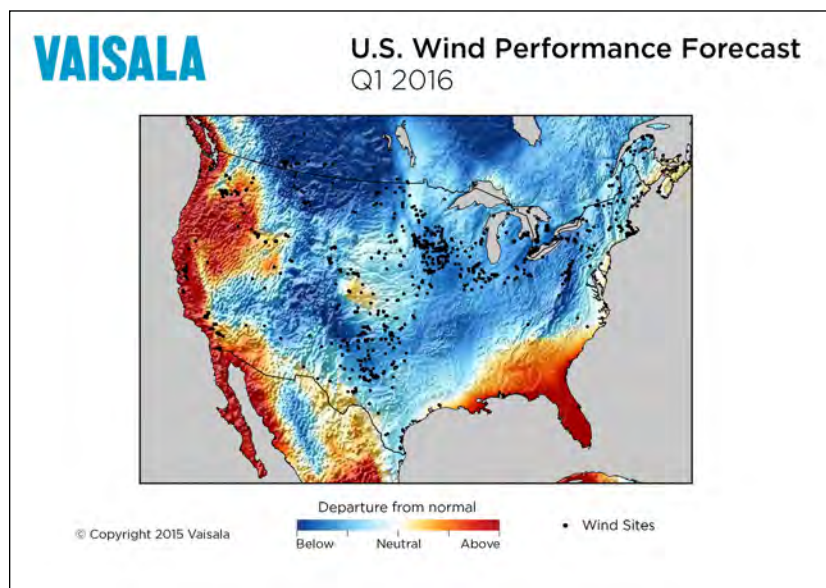 VAISALA
U.S. Wind Performance Forecast
Q1 2016
Departure from normal
Below Neutral Above
© Copyright 2015 Vaisala
Wind Sites